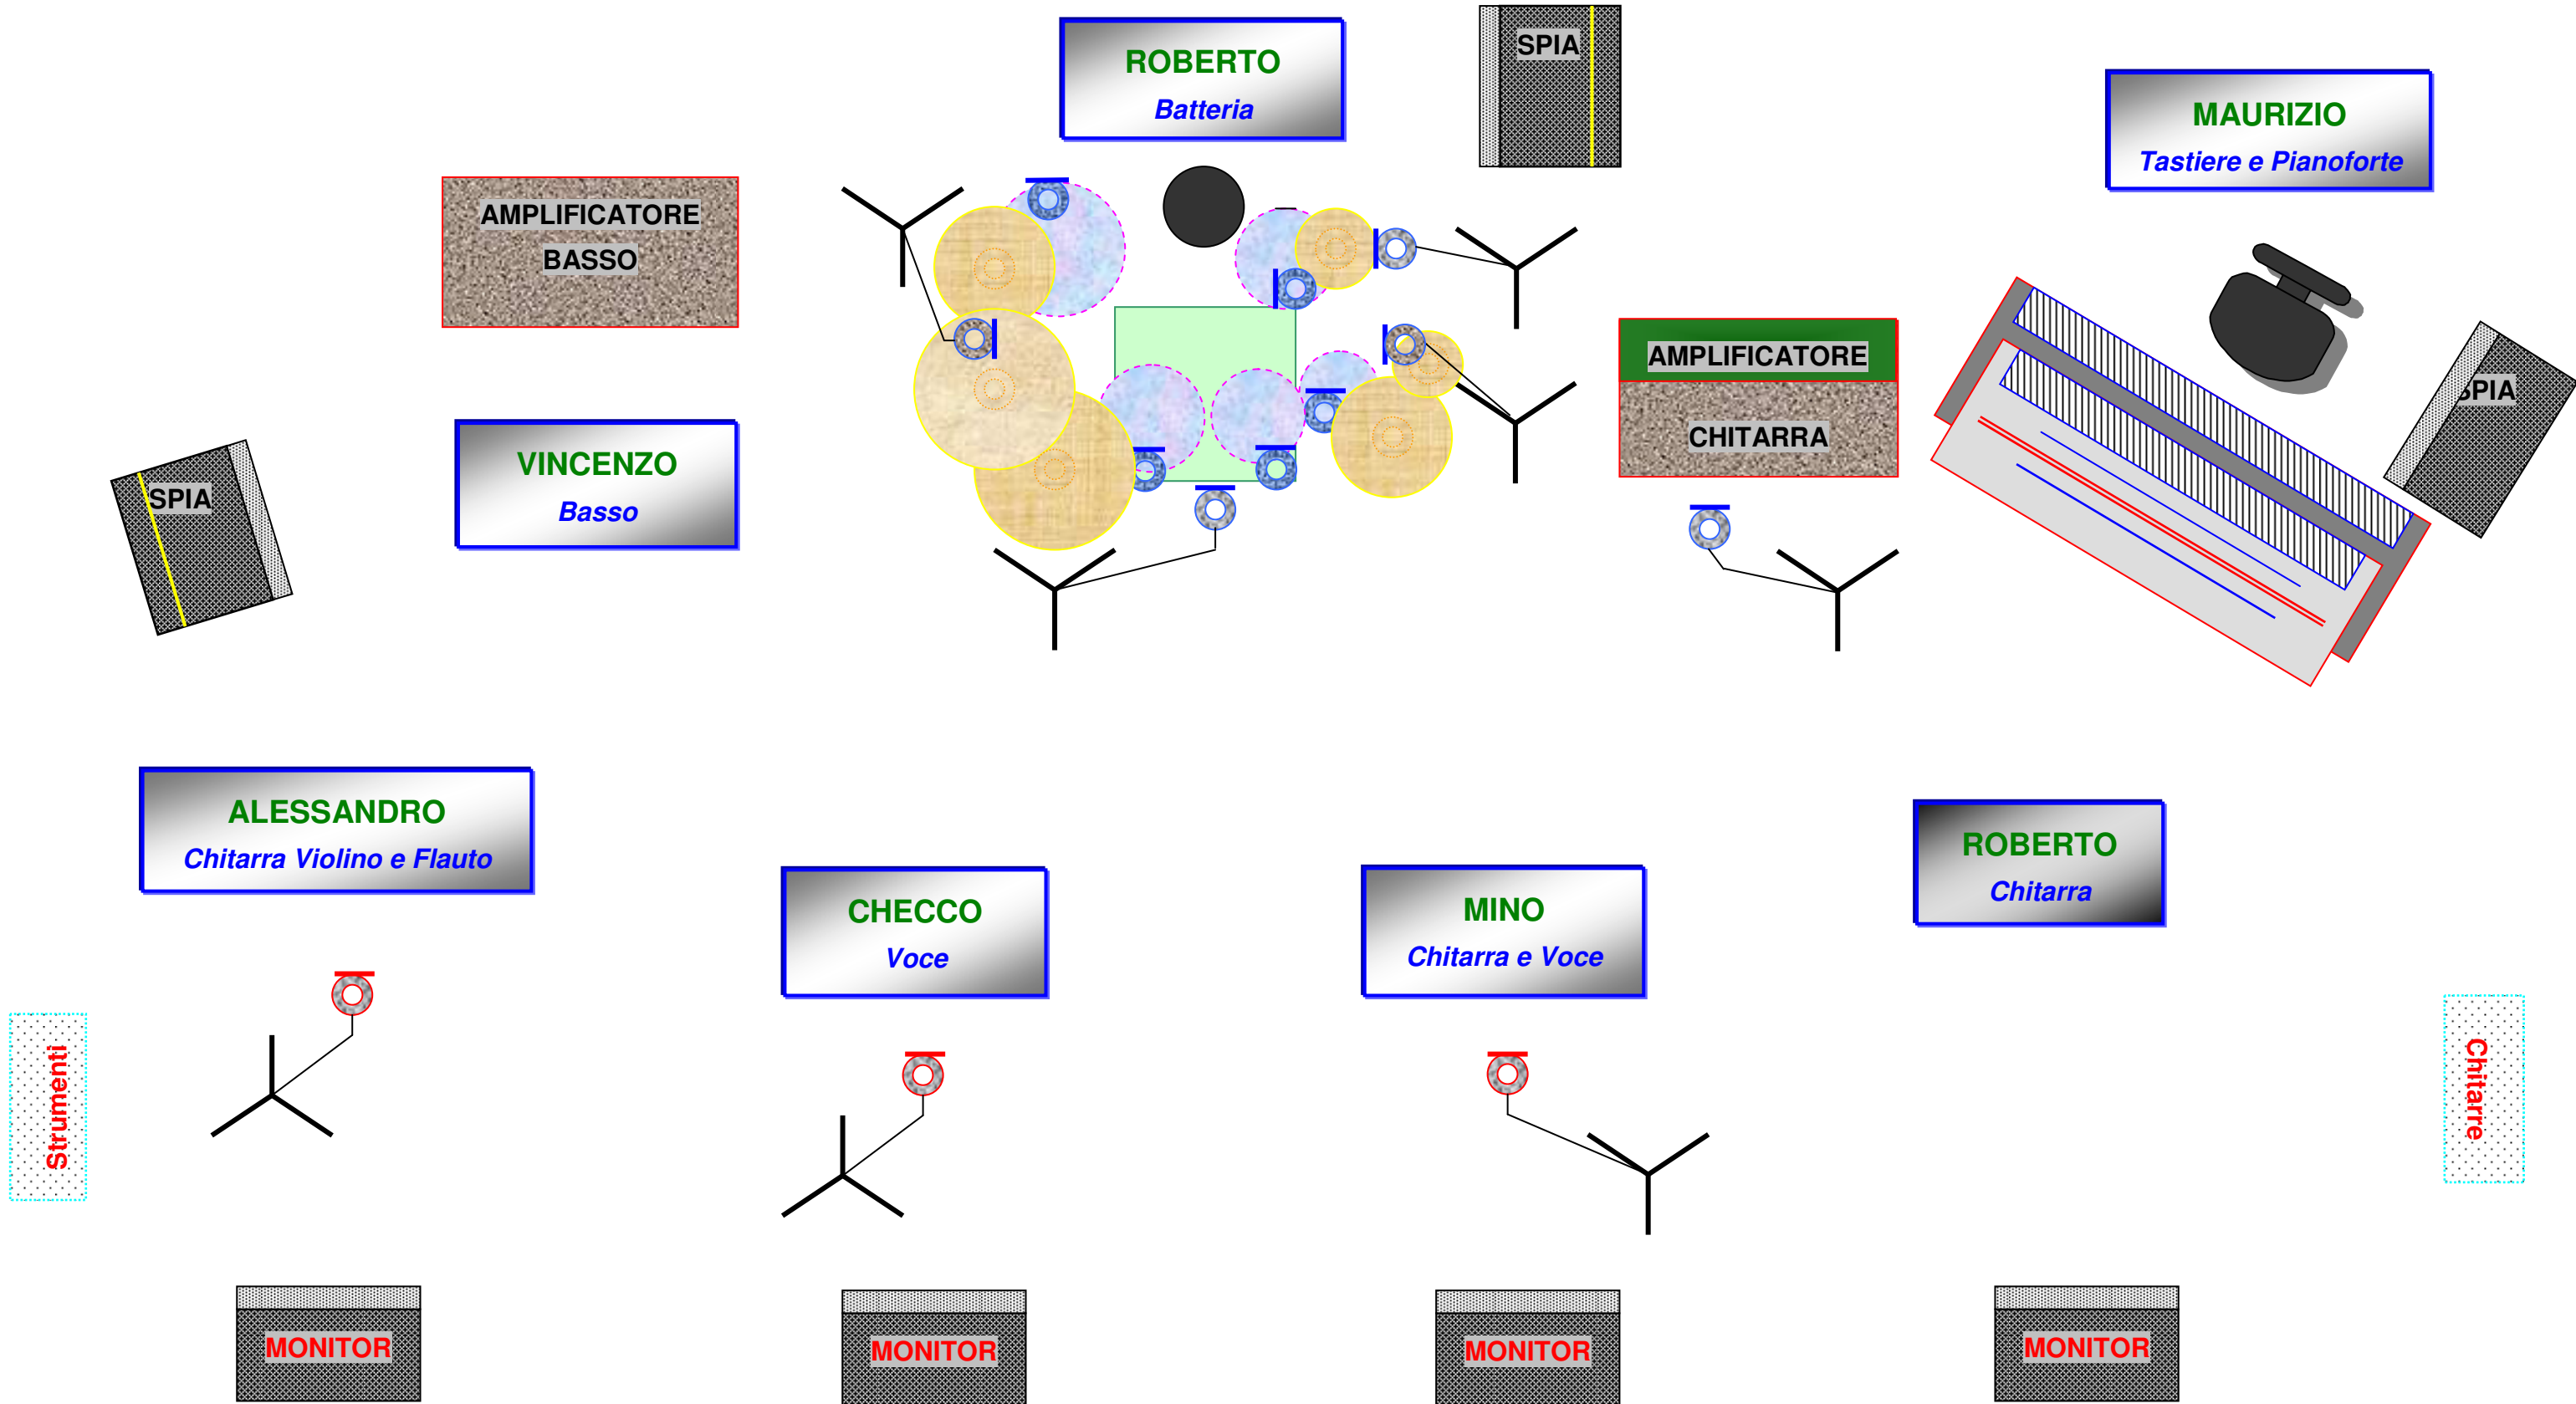 SPIA
ROBERTO
Batteria
MAURIZIO
Tastiere e Pianoforte
AMPLIFICATORE
BASSO
AMPLIFICATORE
CHITARRA
SPIA
VINCENZO
Basso
SPIA
ALESSANDRO
Chitarra Violino e Flauto
ROBERTO
Chitarra
CHECCO
Voce
MINO
Chitarra e Voce
Strumenti
Chitarre
MONITOR
MONITOR
MONITOR
MONITOR